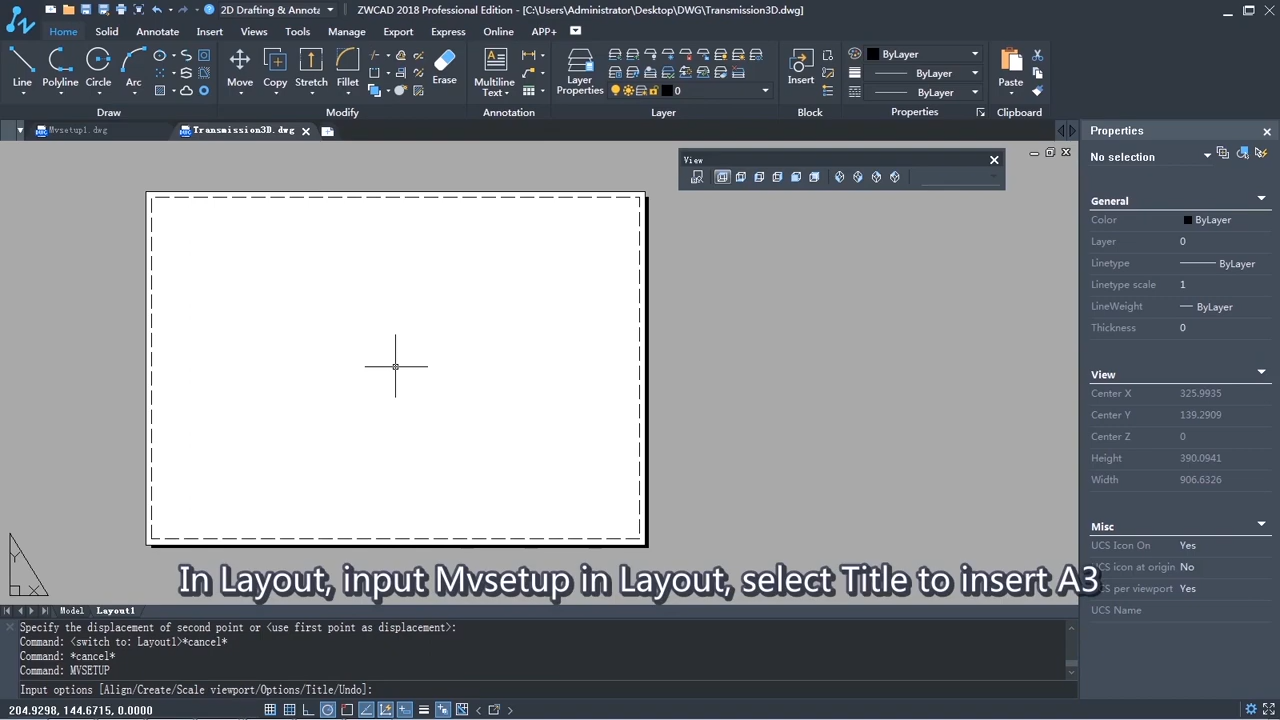 2D Drafting & Annota
ZWCAD 2018 Professional Edition - [C:\Users\Administrator\Desktop\DWG\Transmission3D.dwg]
Home Solid Annotate Insert Views Tools Manage Export Express Online APP+
Line Polyline Circle Arc Move Copy Stretch Fillet Erase Multiline Text Layer Properties Insert Paste
ByLayer
ByLayer
0 ByLayer
Draw Modify Annotation Layer Block Properties Clipboard
Mvsetup1.dwg Transmission3D.dwg
Properties
View
No selection
General
Color ByLayer
Layer 0
Linetype ByLayer
Linetype scale 1
LineWeight ByLayer
Thickness 0
View
Center X 325.9935
Center Y 139.2909
Center Z 0
Height 390.0941
Width 906.6326
Misc
UCS Icon On Yes
UCS icon at origin No
UCS per viewport Yes
UCS Name
Y
X
In Layout, input Mvsetup in Layout, select Title to insert A3
Model Layout1
Specify the displacement of second point or <use first point as displacement>:
Command: <switch to: Layout1>*cancel*
Command: *cancel*
Command: MVSETUP
Input options [Align/Create/Scale viewport/Options/Title/Undo]:
204.9298, 144.6715, 0.0000